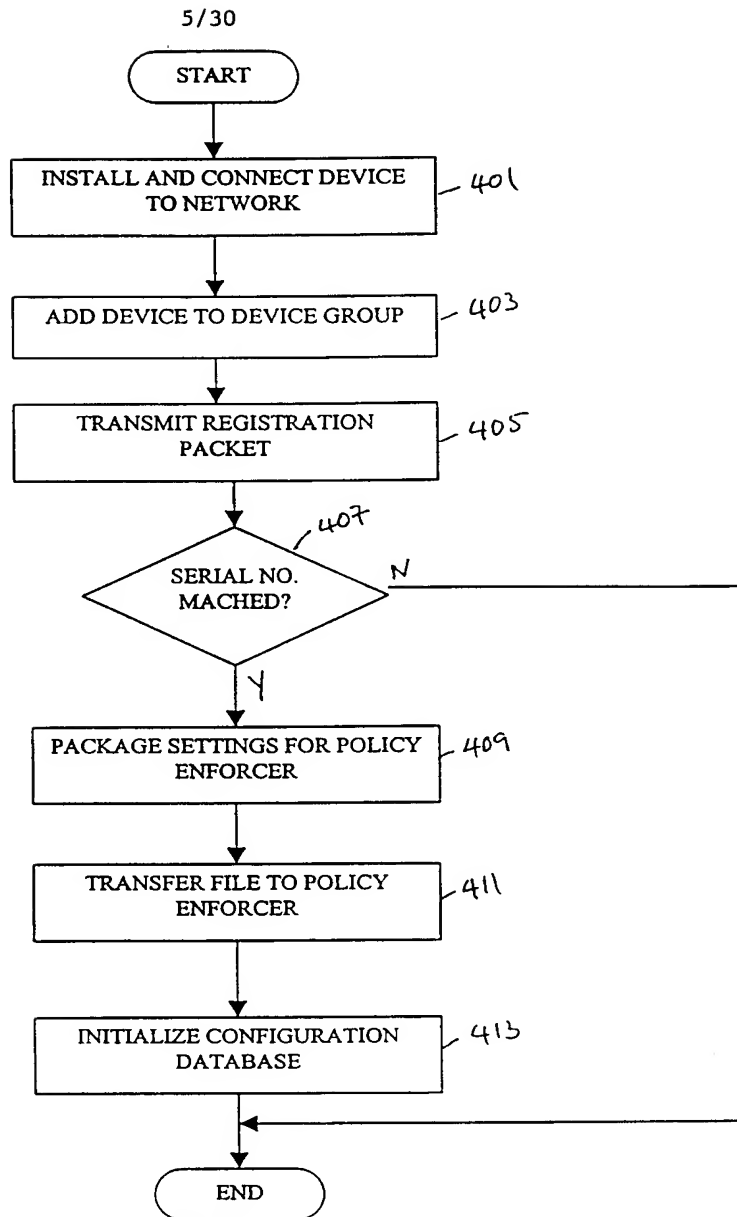 5/30
START
INSTALL AND CONNECT DEVICE
TO NETWORK
401
ADD DEVICE TO DEVICE GROUP
403
TRANSMIT REGISTRATION
PACKET
405
407
SERIAL NO.
MACHED?
N
Y
PACKAGE SETTINGS FOR POLICY
ENFORCER
409
TRANSFER FILE TO POLICY
ENFORCER
411
INITIALIZE CONFIGURATION
DATABASE
413
END